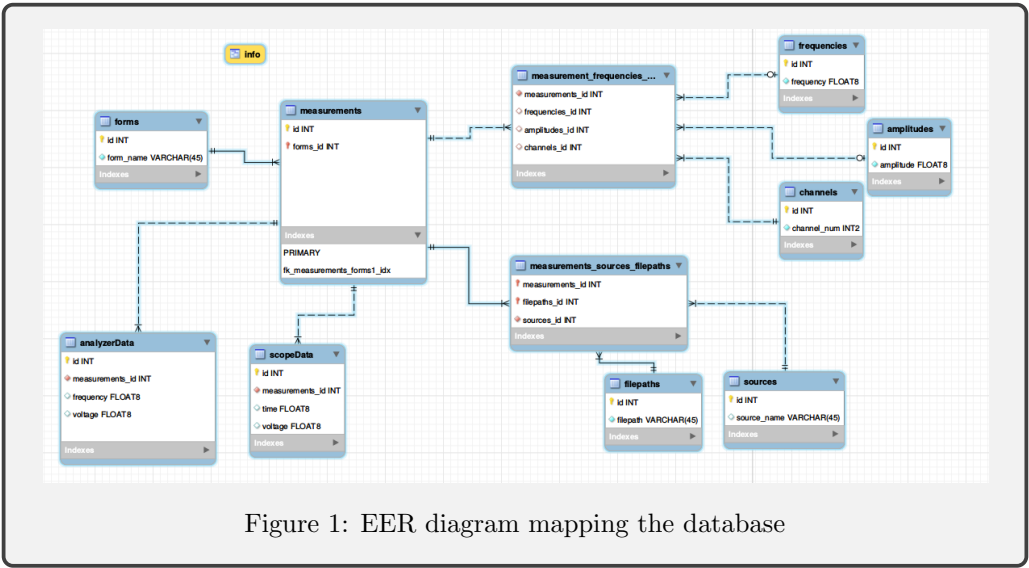 info
forms
id INT
form_name VARCHAR(45)
Indexes
measurements
id INT
forms_id INT
Indexes
PRIMARY
fk_measurements_forms1_idx
measurement_frequencies_...
measurements_id INT
frequencies_id INT
amplitudes_id INT
channels_id INT
Indexes
frequencies
id INT
frequency FLOAT8
Indexes
amplitudes
id INT
amplitude FLOAT8
Indexes
channels
id INT
channel_num INT2
Indexes
measurements_sources_filepaths
measurements_id INT
filepaths_id INT
sources_id INT
Indexes
analyzerData
id INT
measurements_id INT
frequency FLOAT8
voltage FLOAT8
Indexes
scopeData
id INT
measurements_id INT
time FLOAT8
voltage FLOAT8
Indexes
filepaths
id INT
filepath VARCHAR(45)
Indexes
sources
id INT
source_name VARCHAR(45)
Indexes
Figure 1: EER diagram mapping the database